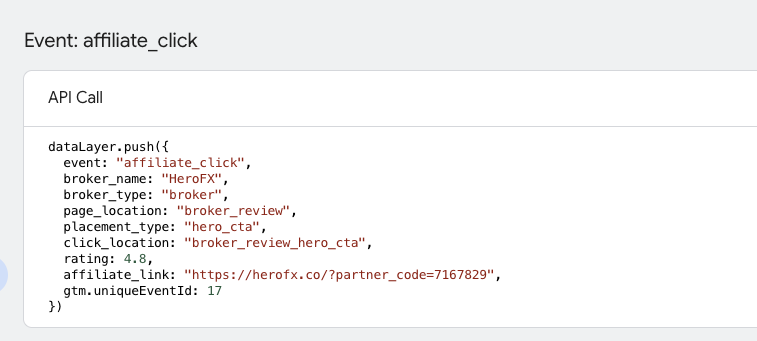 Event: affiliate_click
API Call
dataLayer.push({
event: "affiliate_click",
broker_name: "HeroFX",
broker_type: "broker",
page_location: "broker_review",
placement_type: "hero_cta",
click_location: "broker_review_hero_cta",
rating: 4.8,
affiliate_link: "https://herofx.co/?partner_code=7167829",
gtm.uniqueEventId: 17
})